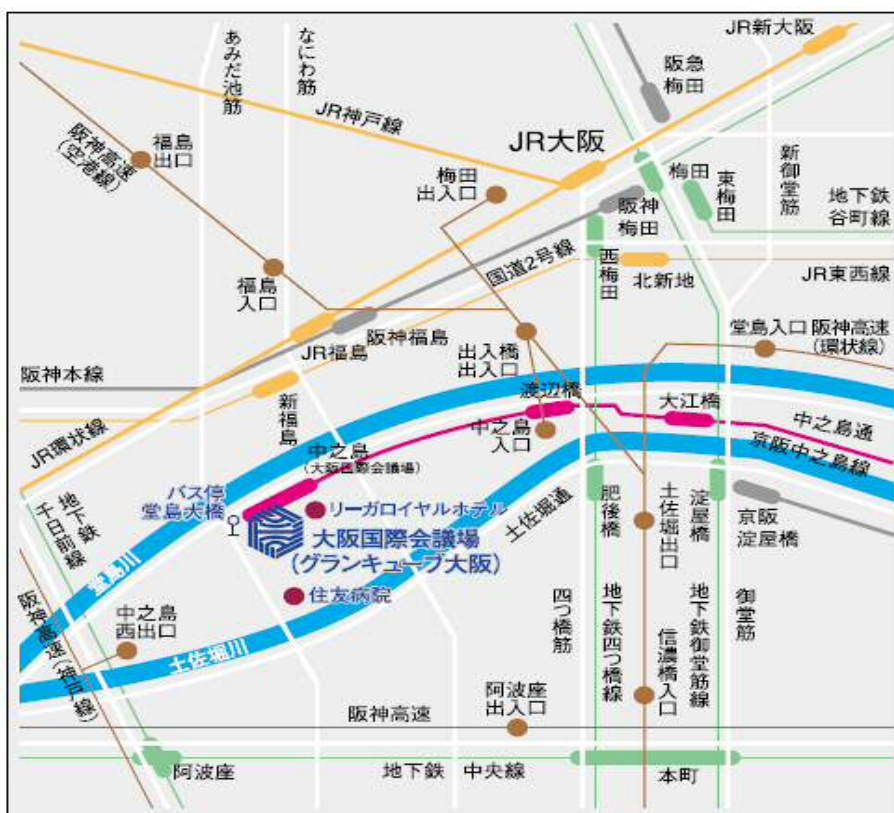 JR新大阪
なにわ筋
あみだ池筋
阪急
梅田
JR神戸線
JR大阪
阪神高速
(空港線)
福島
出口
梅田
出入口
梅田
東梅田
新御堂筋
地下鉄
谷町線
阪神
梅田
西梅田
国道2号線
北新地
JR東西線
福島
入口
阪神福島
JR福島
出入橋
出入口
堂島入口
阪神高速
(環状線)
阪神本線
新福島
渡辺橋
大江橋
中之島
入口
中之島通
京阪中之島線
JR環状線
中之島
(大阪国際会議場)
バス停
堂島大橋
リーガロイヤルホテル
大阪国際会議場
(グランキューブ大阪)
土佐堀通
肥後橋
土佐堀出口
淀屋橋
京阪
淀屋橋
地下鉄
千日前線
堂島川
住友病院
中之島
西出口
阪神高速(神戸線)
土佐堀川
四つ橋筋
地下鉄四つ橋線
信濃橋入口
地下鉄御堂筋線
御堂筋
阿波座
出入口
阪神高速
阿波座
地下鉄 中央線
本町